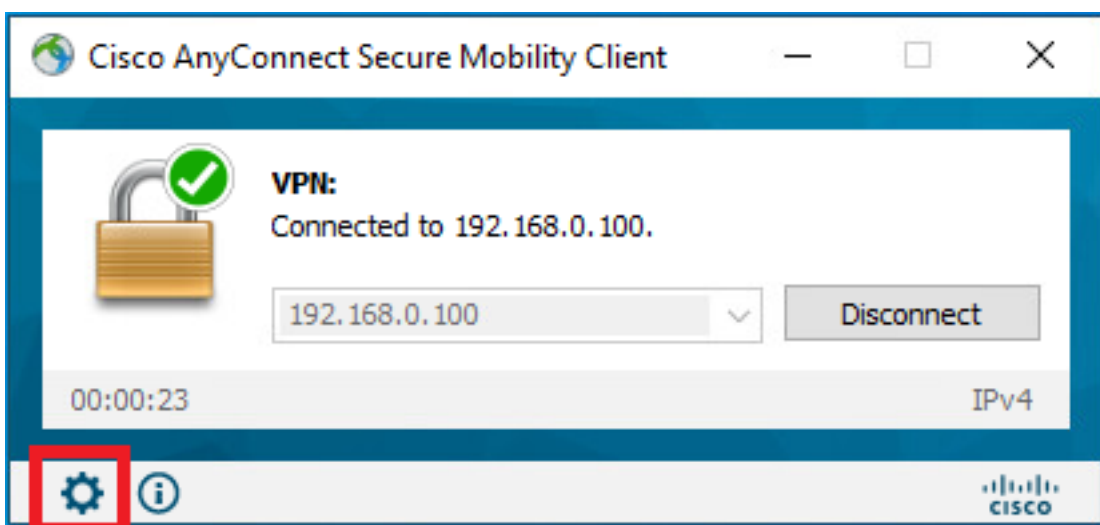 Cisco AnyConnect Secure Mobility Client
VPN:
Connected to 192.168.0.100.
192.168.0.100
Disconnect
00:00:23
IPv4
CISCO